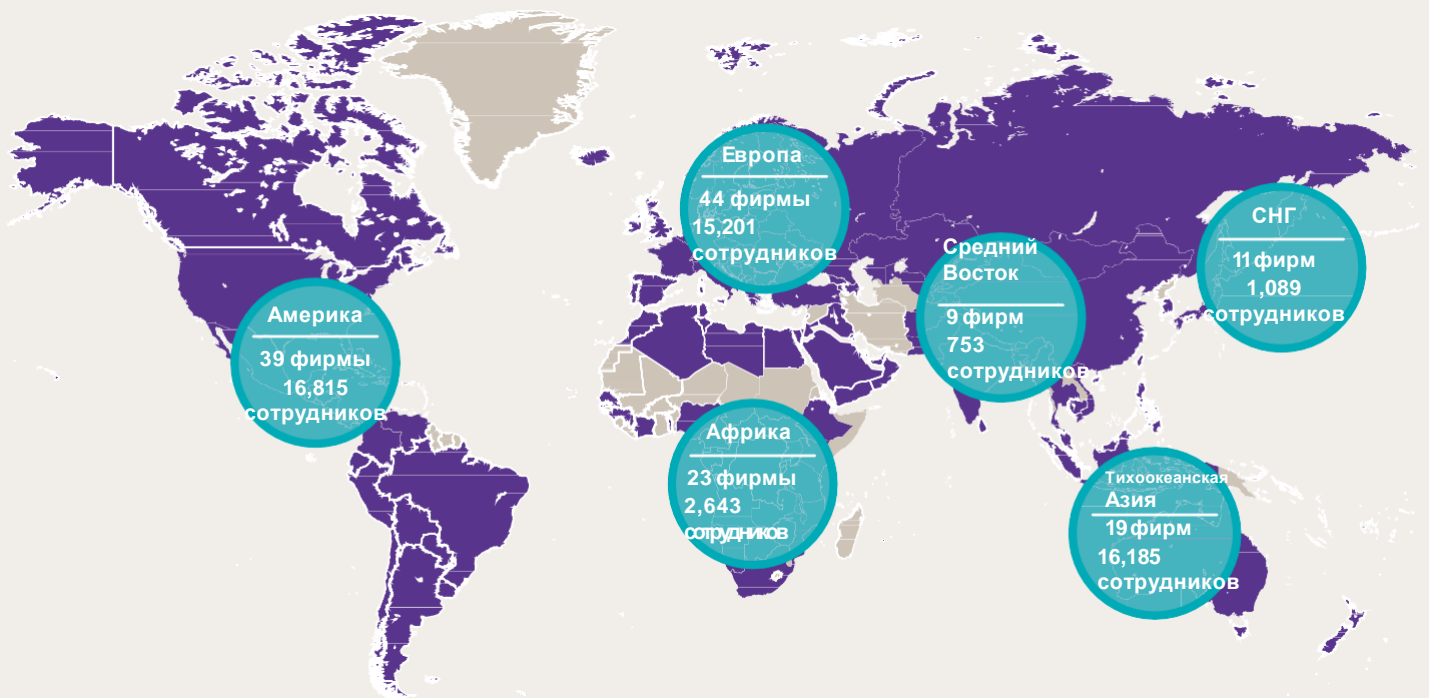 Европа
44 фирмы
15,201
сотрудников
СНГ
11 фирм
1,089
сотрудников
Средний
Восток
9 фирм
753
сотрудников
Америка
39 фирмы
16,815
сотрудников
Африка
23 фирмы
2,643
сотрудников
Тихоокеанская
Азия
19 фирм
16,185
сотрудников